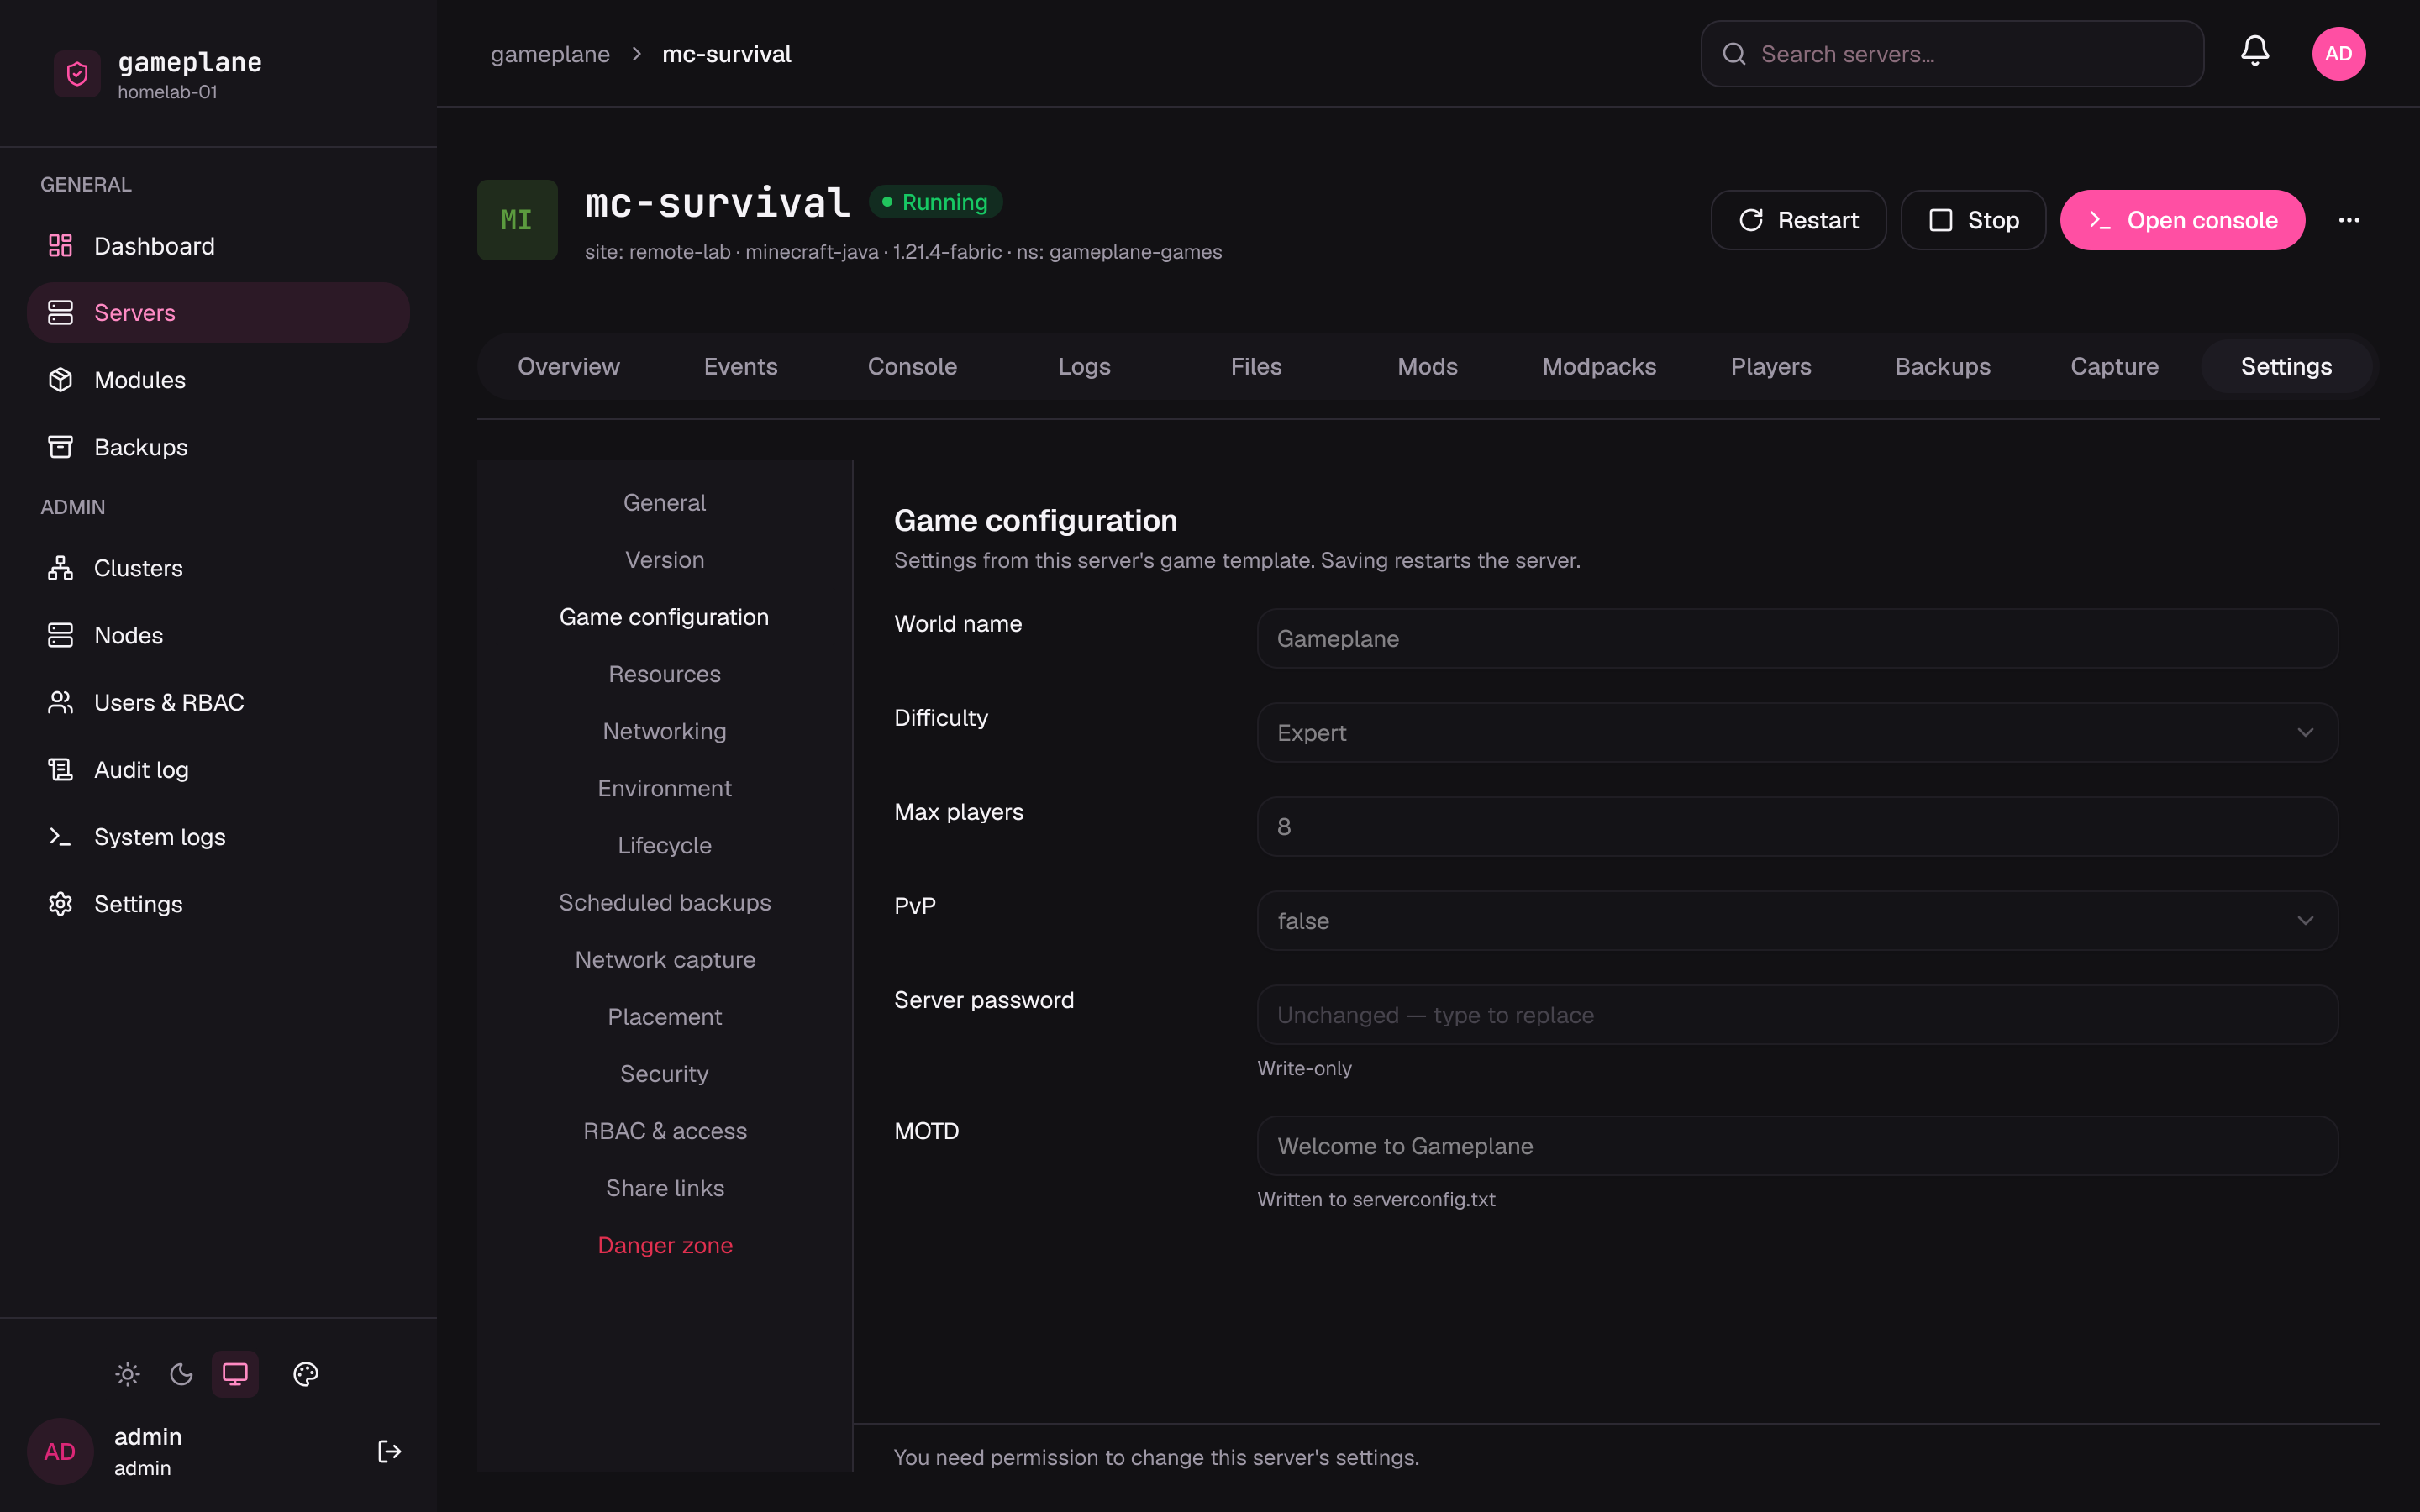 gameplane
homelab-01
GENERAL
Dashboard
Servers
Modules
Backups
ADMIN
Clusters
Nodes
Users & RBAC
Audit log
System logs
Settings
AD
admin
admin
gameplane > mc-survival
Search servers...
AD
MI
mc-survival
Running
site: remote-lab · minecraft-java · 1.21.4-fabric · ns: gameplane-games
Restart
Stop
Open console
Overview
Events
Console
Logs
Files
Mods
Modpacks
Players
Backups
Capture
Settings
General
Version
Game configuration
Resources
Networking
Environment
Lifecycle
Scheduled backups
Network capture
Placement
Security
RBAC & access
Share links
Danger zone
Game configuration
Settings from this server's game template. Saving restarts the server.
World name
Gameplane
Difficulty
Expert
Max players
8
PvP
false
Server password
Unchanged — type to replace
Write-only
MOTD
Welcome to Gameplane
Written to serverconfig.txt
You need permission to change this server's settings.